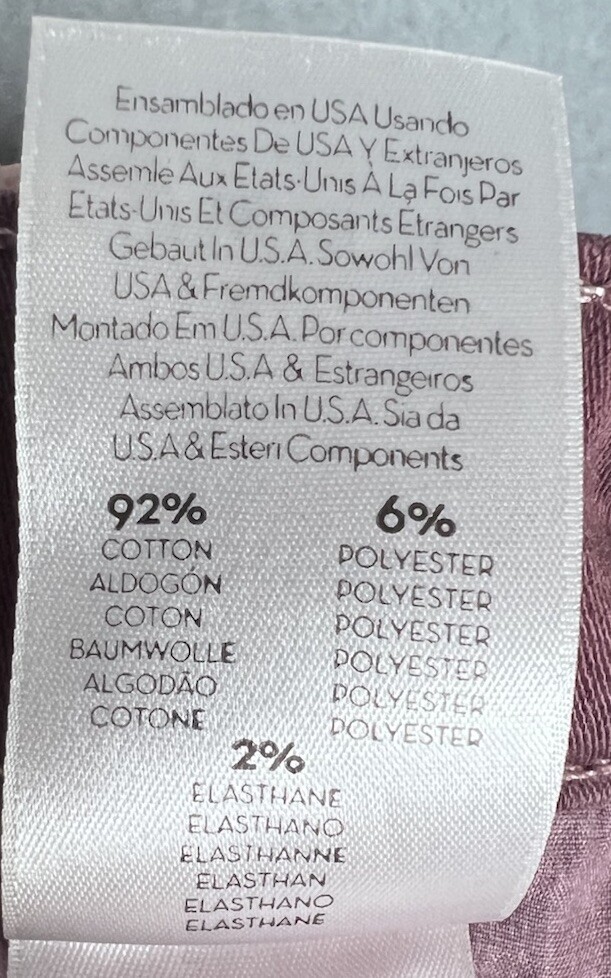 Ensamblado en USA Usando
Componentes De USA Y Extranjeros
Assemlé Aux Etats-Unis À La Fois Par
Etats-Unis Et Composants Etrangers
Gebaut In U.S.A. Sowohl Von
USA & Fremdkomponenten
Montado Em U.S.A. Por componentes
Ambos U.S.A & Estrangeiros
Assemblato In U.S.A. Sia da
U.S.A & Esteri Components
92%
COTTON
ALDOGÓN
COTON
BAUMWOLLE
ALGODÃO
COTONE
6%
POLYESTER
POLYESTER
POLYESTER
POLYESTER
POLYESTER
POLYESTER
2%
ELASTHANE
ELASTHANO
ELASTHANNE
ELASTHAN
ELASTHANO
ELASTHANE